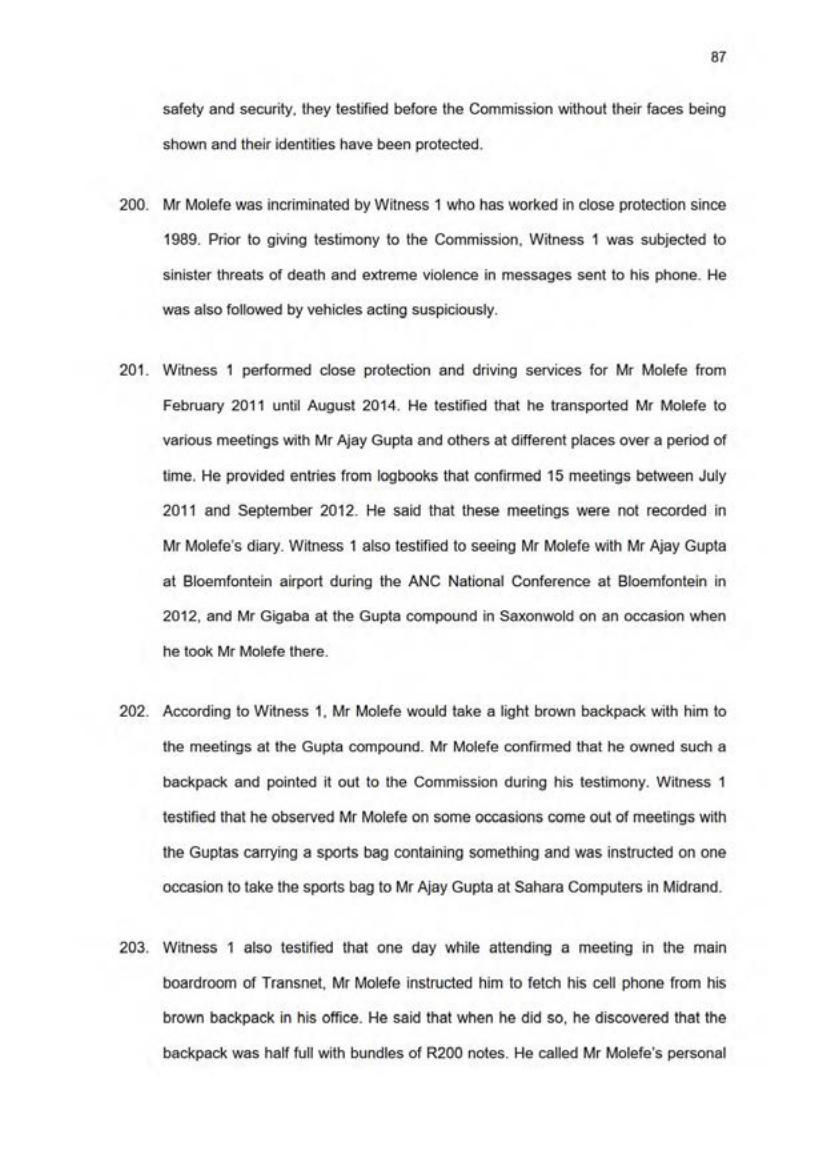 87
safety and security, they testified before the Commission without their faces being
shown and their identities have been protected.
200. Mr Molefe was incriminated by Witness 1 who has worked in close protection since
1989. Prior to giving testimony to the Commission, Witness 1 was subjected to
sinister threats of death and extreme violence in messages sent to his phone. He
was also followed by vehicles acting suspiciously.
201. Witness 1 performed close protection and driving services for Mr Molefe from
February 2011 until August 2014. He testified that he transported Mr Molefe to
various meetings with Mr Ajay Gupta and others at different places over a period of
time. He provided entries from logbooks that confirmed 15 meetings between July
2011 and September 2012. He said that these meetings were not recorded in
Mr Molefe's diary. Witness 1 also testified to seeing Mr Molefe with Mr Ajay Gupta
at Bloemfontein airport during the ANC National Conference at Bloemfontein in
2012, and Mr Gigaba at the Gupta compound in Saxonwold on an occasion when
he took Mr Molefe there.
202. According to Witness 1, Mr Molefe would take a light brown backpack with him to
the meetings at the Gupta compound. Mr Molefe confirmed that he owned such a
backpack and pointed it out to the Commission during his testimony. Witness 1
testified that he observed Mr Molefe on some occasions come out of meetings with
the Guptas carrying a sports bag containing something and was instructed on one
occasion to take the sports bag to Mr Ajay Gupta at Sahara Computers in Midrand.
203. Witness 1 also testified that one day while attending a meeting in the main
boardroom of Transnet, Mr Molefe instructed him to fetch his cell phone from his
brown backpack in his office. He said that when he did so, he discovered that the
backpack was half full with bundles of R200 notes. He called Mr Molefe's personal